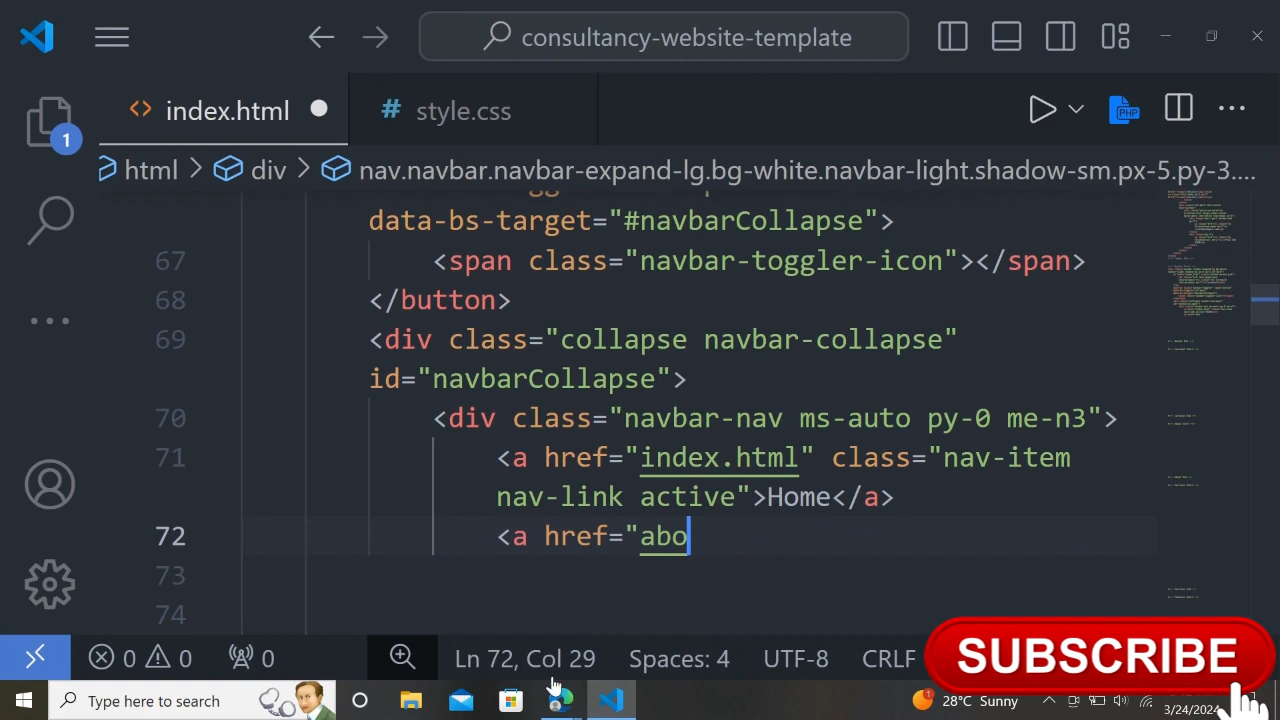 consultancy-website-template
index.html
style.css
1
html > div > nav.navbar.navbar-expand-lg.bg-white.navbar-light.shadow-sm.px-5.py-3....
data-bs-target="#navbarCollapse">
67 <span class="navbar-toggler-icon"></span>
68 </button>
69 <div class="collapse navbar-collapse"
id="navbarCollapse">
70 <div class="navbar-nav ms-auto py-0 me-n3">
71 <a href="index.html" class="nav-item
nav-link active">Home</a>
72 <a href="abo
73
74
SUBSCRIBE
0 0 0 Ln 72, Col 29 Spaces: 4 UTF-8 CRLF
Type here to search
28°C Sunny
3/24/2024